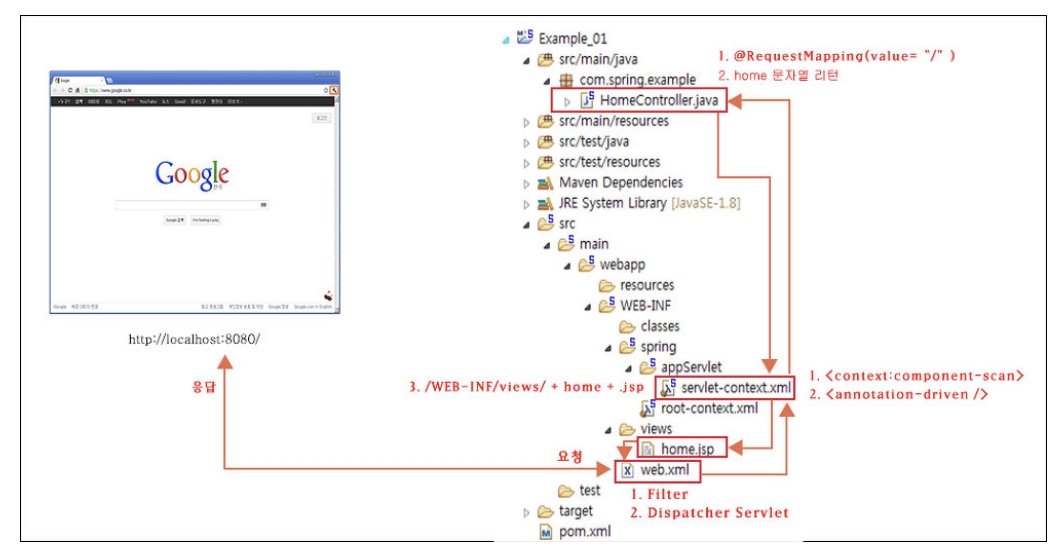 Example_01
src/main/java
1. @RequestMapping(value= "/" )
com.spring.example
2. home 문자열 리턴
HomeController.java
src/main/resources
src/test/java
src/test/resources
Maven Dependencies
JRE System Library [JavaSE-1.8]
src
main
webapp
resources
WEB-INF
classes
spring
appServlet
3. /WEB-INF/views/ + home + .jsp
servlet-context.xml
1. <context:component-scan>
2. <annotation-driven />
root-context.xml
views
home.jsp
web.xml
test
1. Filter
2. Dispatcher Servlet
target
pom.xml
Google
http://localhost:8080/
응답
요청